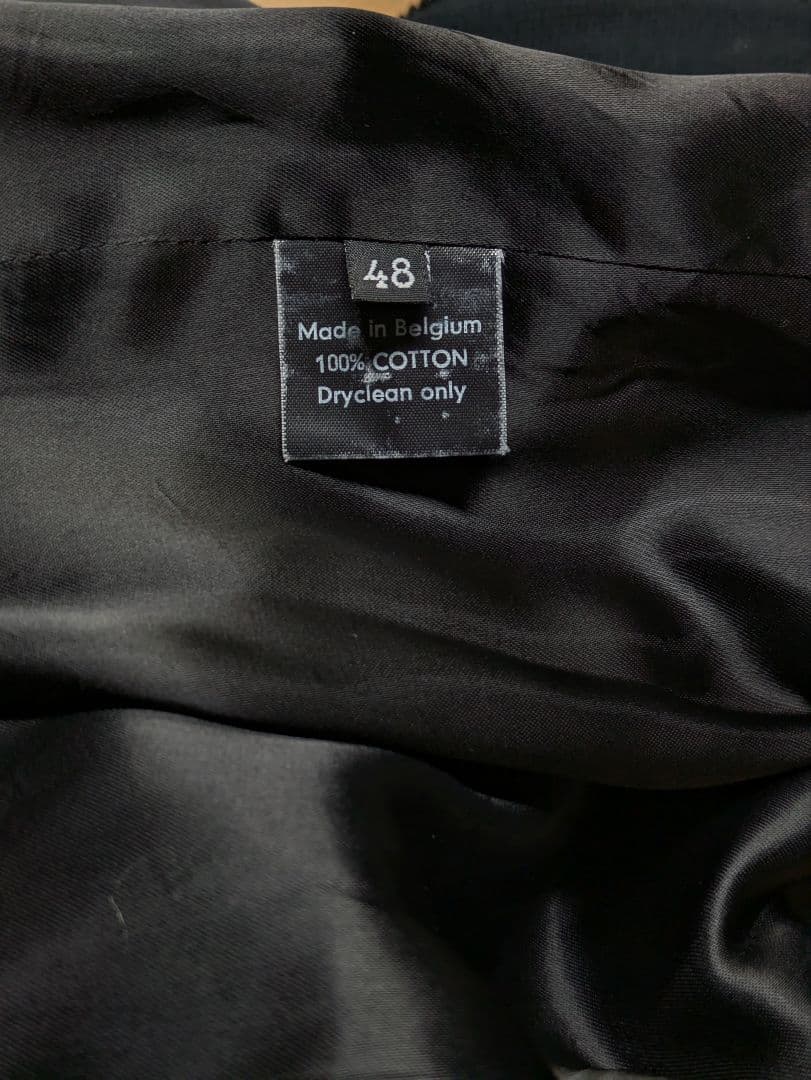 48
Made in Belgium
100% COTTON
Dryclean only